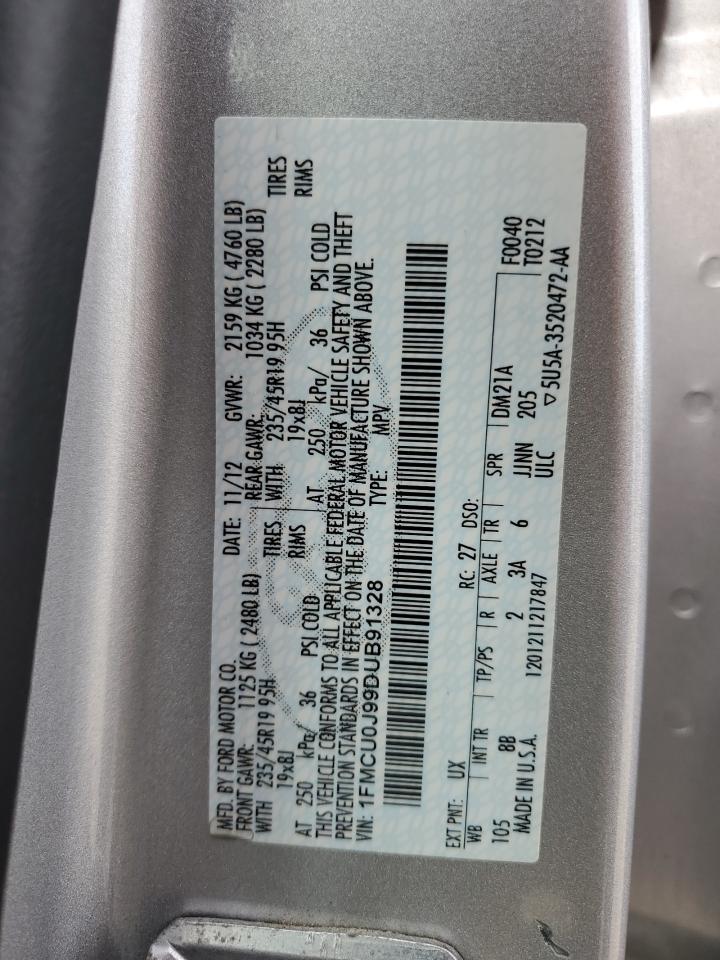 MFD. BY FORD MOTOR CO. DATE: 11/12 GVWR: 2159 KG ( 4760 LB)
FRONT GAWR: 1125 KG ( 2480 LB) REAR GAWR: 1034 KG ( 2280 LB)
WITH 235/45R19 95H TIRES WITH 235/45R19 95H TIRES
19x8J RIMS 19x8J RIMS
AT 250 kPa/ 36 PSI COLD AT 250 kPa/ 36 PSI COLD
THIS VEHICLE CONFORMS TO ALL APPLICABLE FEDERAL MOTOR VEHICLE SAFETY AND THEFT
PREVENTION STANDARDS IN EFFECT ON THE DATE OF MANUFACTURE SHOWN ABOVE.
VIN: 1FMCU0J99DUB91328 TYPE: MPV
EXT PNT: UX RC: 27 DSO:
WB INT TR TP/PS R AXLE TR SPR DM21A F0040
105 8B 2 3A 6 JJNN 205 T0212
MADE IN U.S.A. 1201211217847 ULC ▽5U5A-3520472-AA